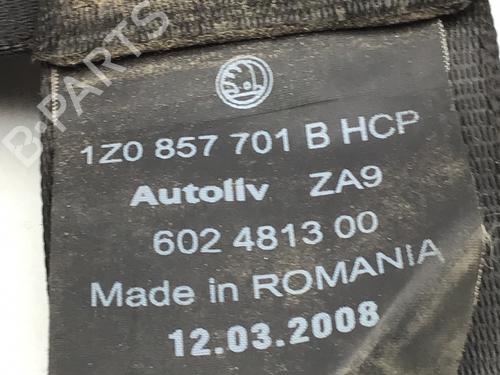 1Z0 857 701 B HCP
Autoliv ZA9
602 4813 00
Made in ROMANIA
12.03.2008
B-PARTS